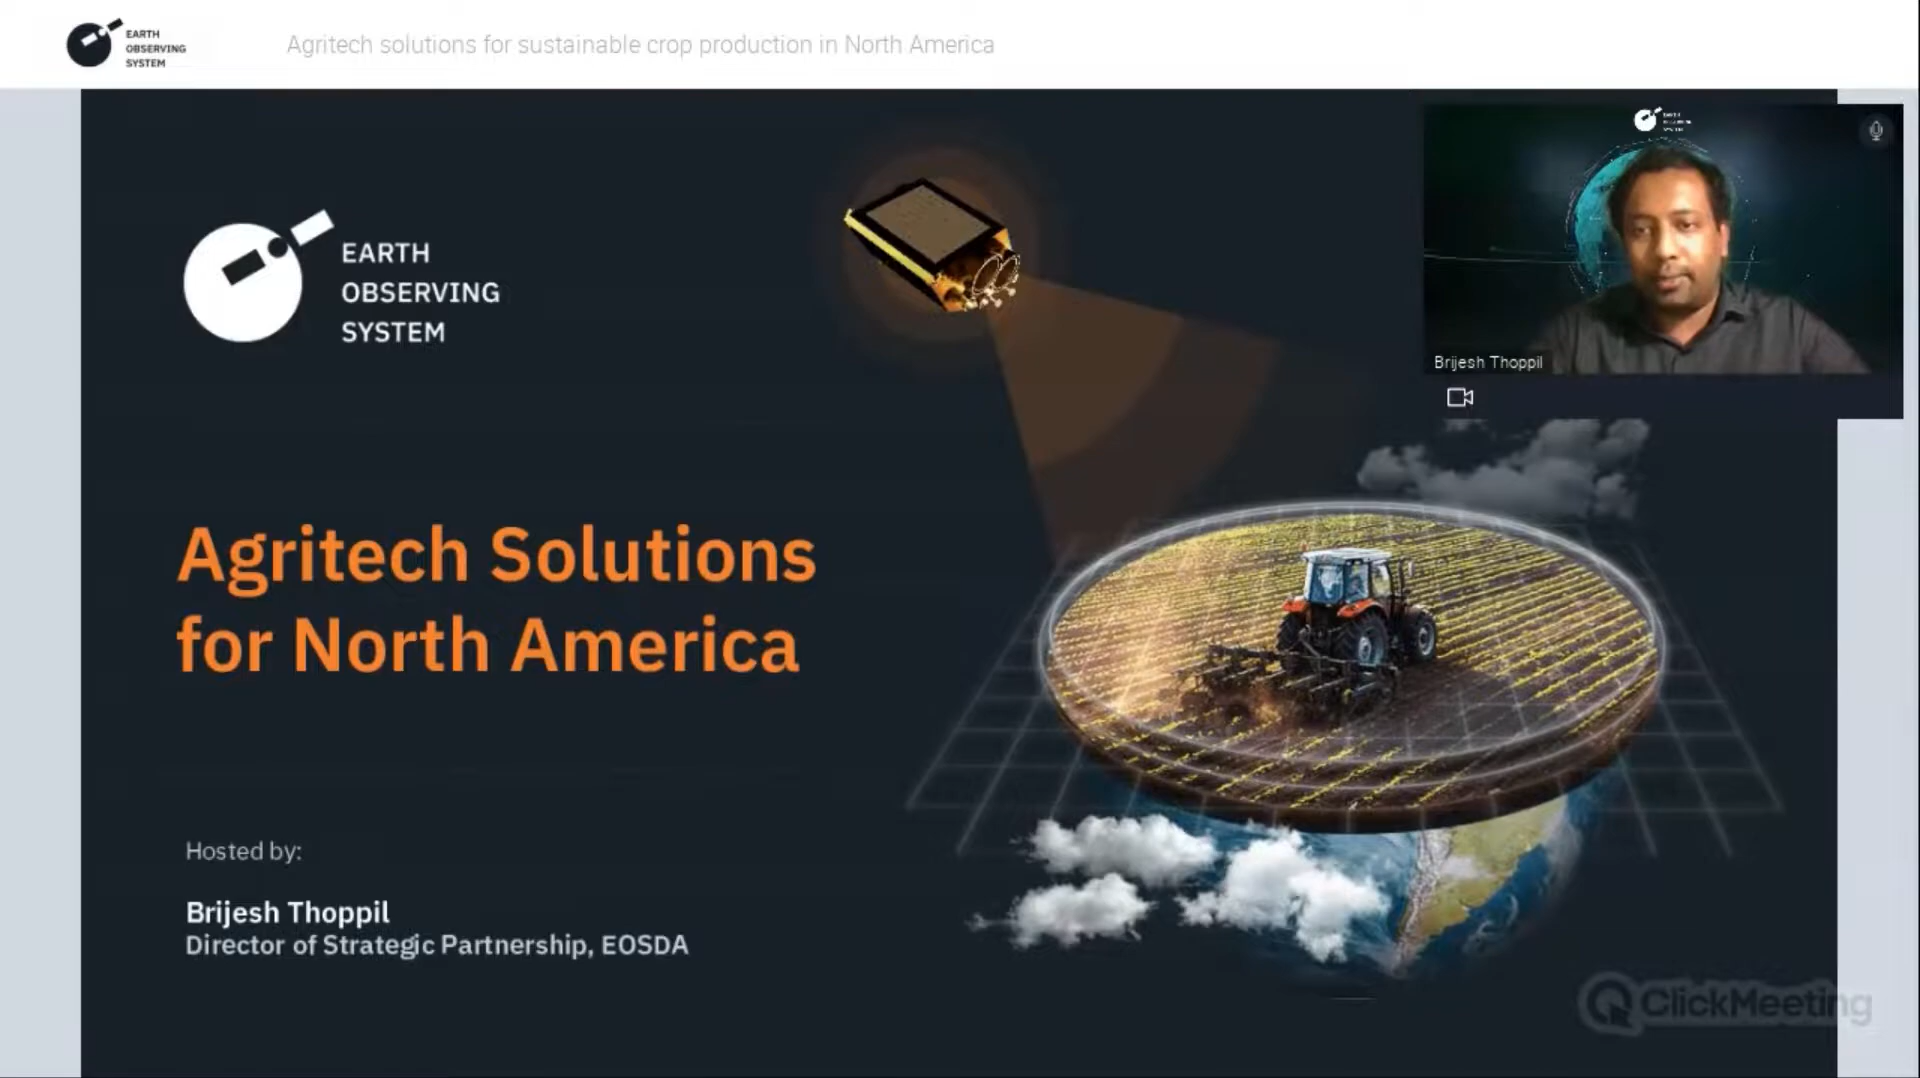 EARTH
OBSERVING
SYSTEM
Agritech solutions for sustainable crop production in North America
EARTH
OBSERVING
SYSTEM
Brijesh Thoppil
Agritech Solutions
for North America
Hosted by:
Brijesh Thoppil
Director of Strategic Partnership, EOSDA
ClickMeeting